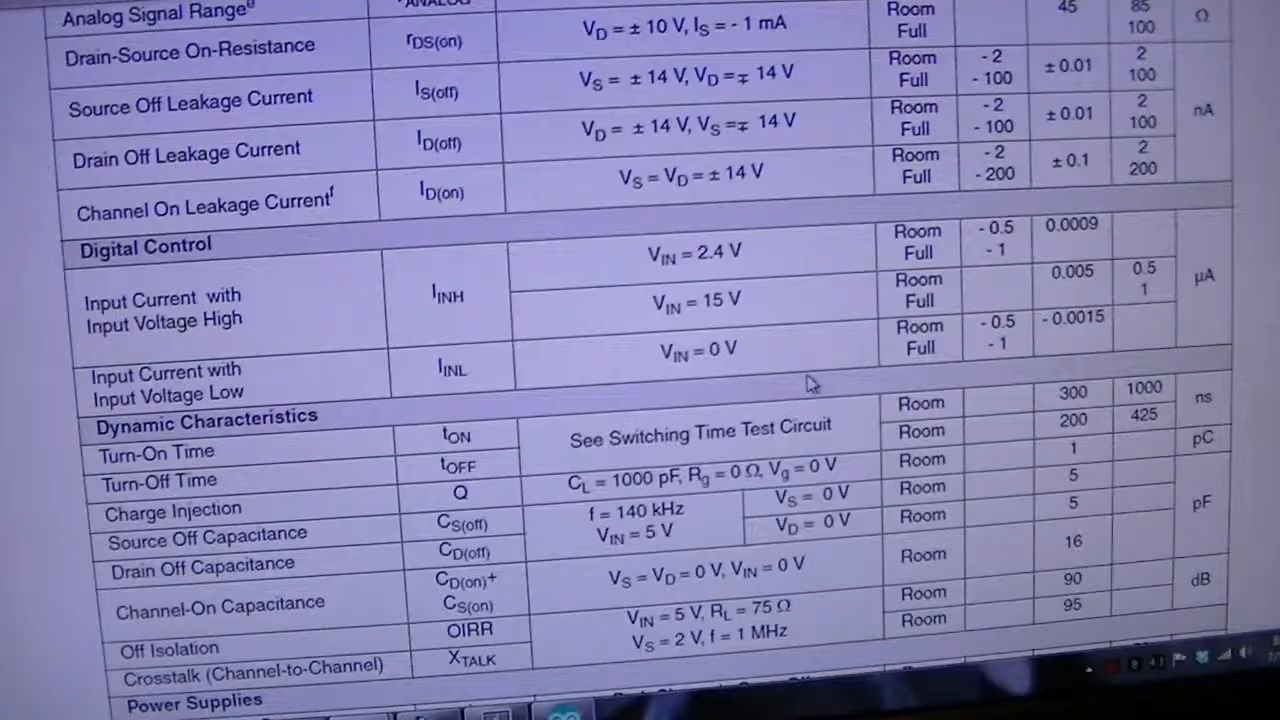 Analog Signal Rangeᵉ
Room 45 85 Ω
Full 100
Drain-Source On-Resistance rDS(on) VD = ± 10 V, IS = - 1 mA
Source Off Leakage Current IS(off) VS = ± 14 V, VD = ∓ 14 V Room - 2 ± 0.01 2
Full - 100 100
Drain Off Leakage Current ID(off) VD = ± 14 V, VS = ∓ 14 V Room - 2 ± 0.01 2 nA
Full - 100 100
Channel On Leakage Currentᶠ ID(on) VS = VD = ± 14 V Room - 2 ± 0.1 2
Full - 200 200
Digital Control
Input Current with IINH VIN = 2.4 V Room - 0.5 0.0009 µA
Input Voltage High Full - 1
VIN = 15 V Room 0.005 0.5
Full 1
Input Current with IINL VIN = 0 V Room - 0.5 - 0.0015
Input Voltage Low Full - 1
Dynamic Characteristics
Turn-On Time tON See Switching Time Test Circuit Room 300 1000 ns
Turn-Off Time tOFF Room 200 425
Charge Injection Q CL = 1000 pF, Rg = 0 Ω, Vg = 0 V Room 1 pC
Source Off Capacitance CS(off) f = 140 kHz VS = 0 V Room 5 pF
Drain Off Capacitance CD(off) VIN = 5 V VD = 0 V Room 5
Channel-On Capacitance CD(on)+ VS = VD = 0 V, VIN = 0 V Room 16
CS(on)
Off Isolation OIRR VIN = 5 V, RL = 75 Ω Room 90 dB
Crosstalk (Channel-to-Channel) XTALK VS = 2 V, f = 1 MHz Room 95
Power Supplies